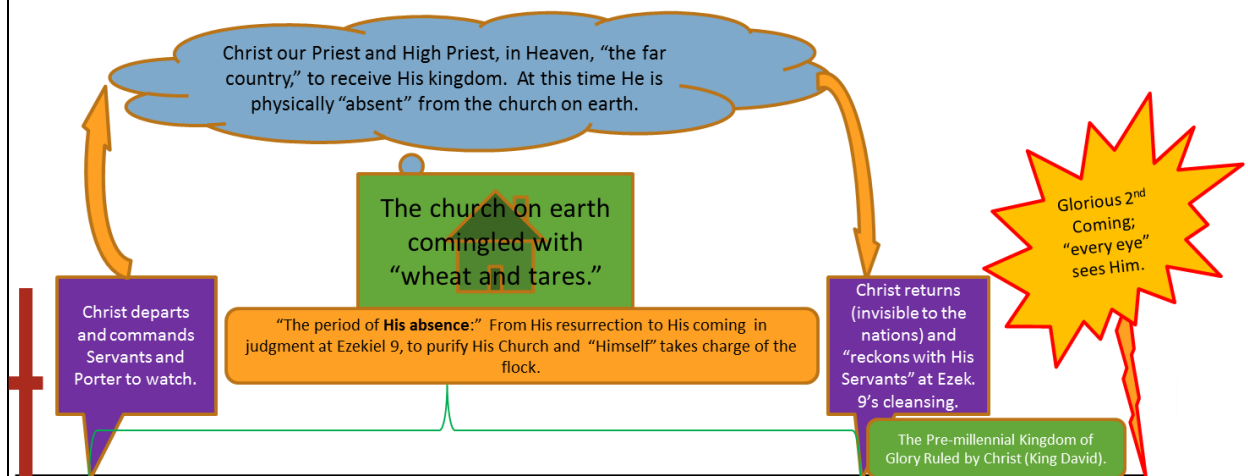 Christ our Priest and High Priest, in Heaven, “the far
country,” to receive His kingdom.  At this time He is
physically “absent” from the church on earth.
The church on earth
comingled with
“wheat and tares.”
Glorious 2nd
Coming;
“every eye”
sees Him.
Christ departs
and commands
Servants and
Porter to watch.
“The period of His absence:”  From His resurrection to His coming  in
judgment at Ezekiel 9, to purify His Church and  “Himself” takes charge of the
flock.
Christ returns
(invisible to the
nations) and
“reckons with His
Servants” at Ezek.
9’s cleansing.
The Pre-millennial Kingdom of
Glory Ruled by Christ (King David).